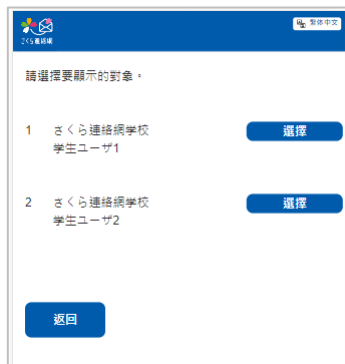 さくら連絡網
繁体中文
請選擇要顯示的對象。
1 さくら連絡網学校 選擇
学生ユーザ1
2 さくら連絡網学校 選擇
学生ユーザ2
返回